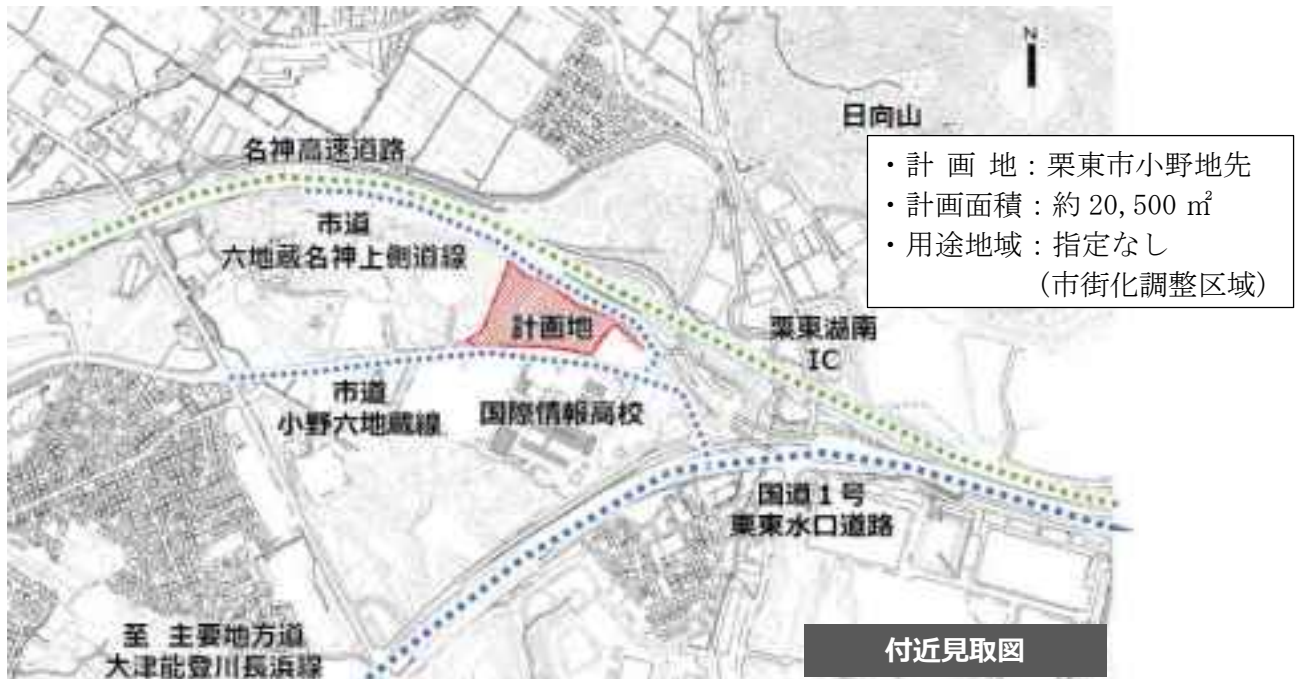 N
日向山
名神高速道路
・計 画 地：栗東市小野地先
・計画面積：約 20,500 ㎡
・用途地域：指定なし
（市街化調整区域）
市道
六地蔵名神上側道線
計画地
栗東湖南
IC
市道
小野六地蔵線
国際情報高校
国道１号
栗東水口道路
至 主要地方道
大津能登川長浜線
付近見取図